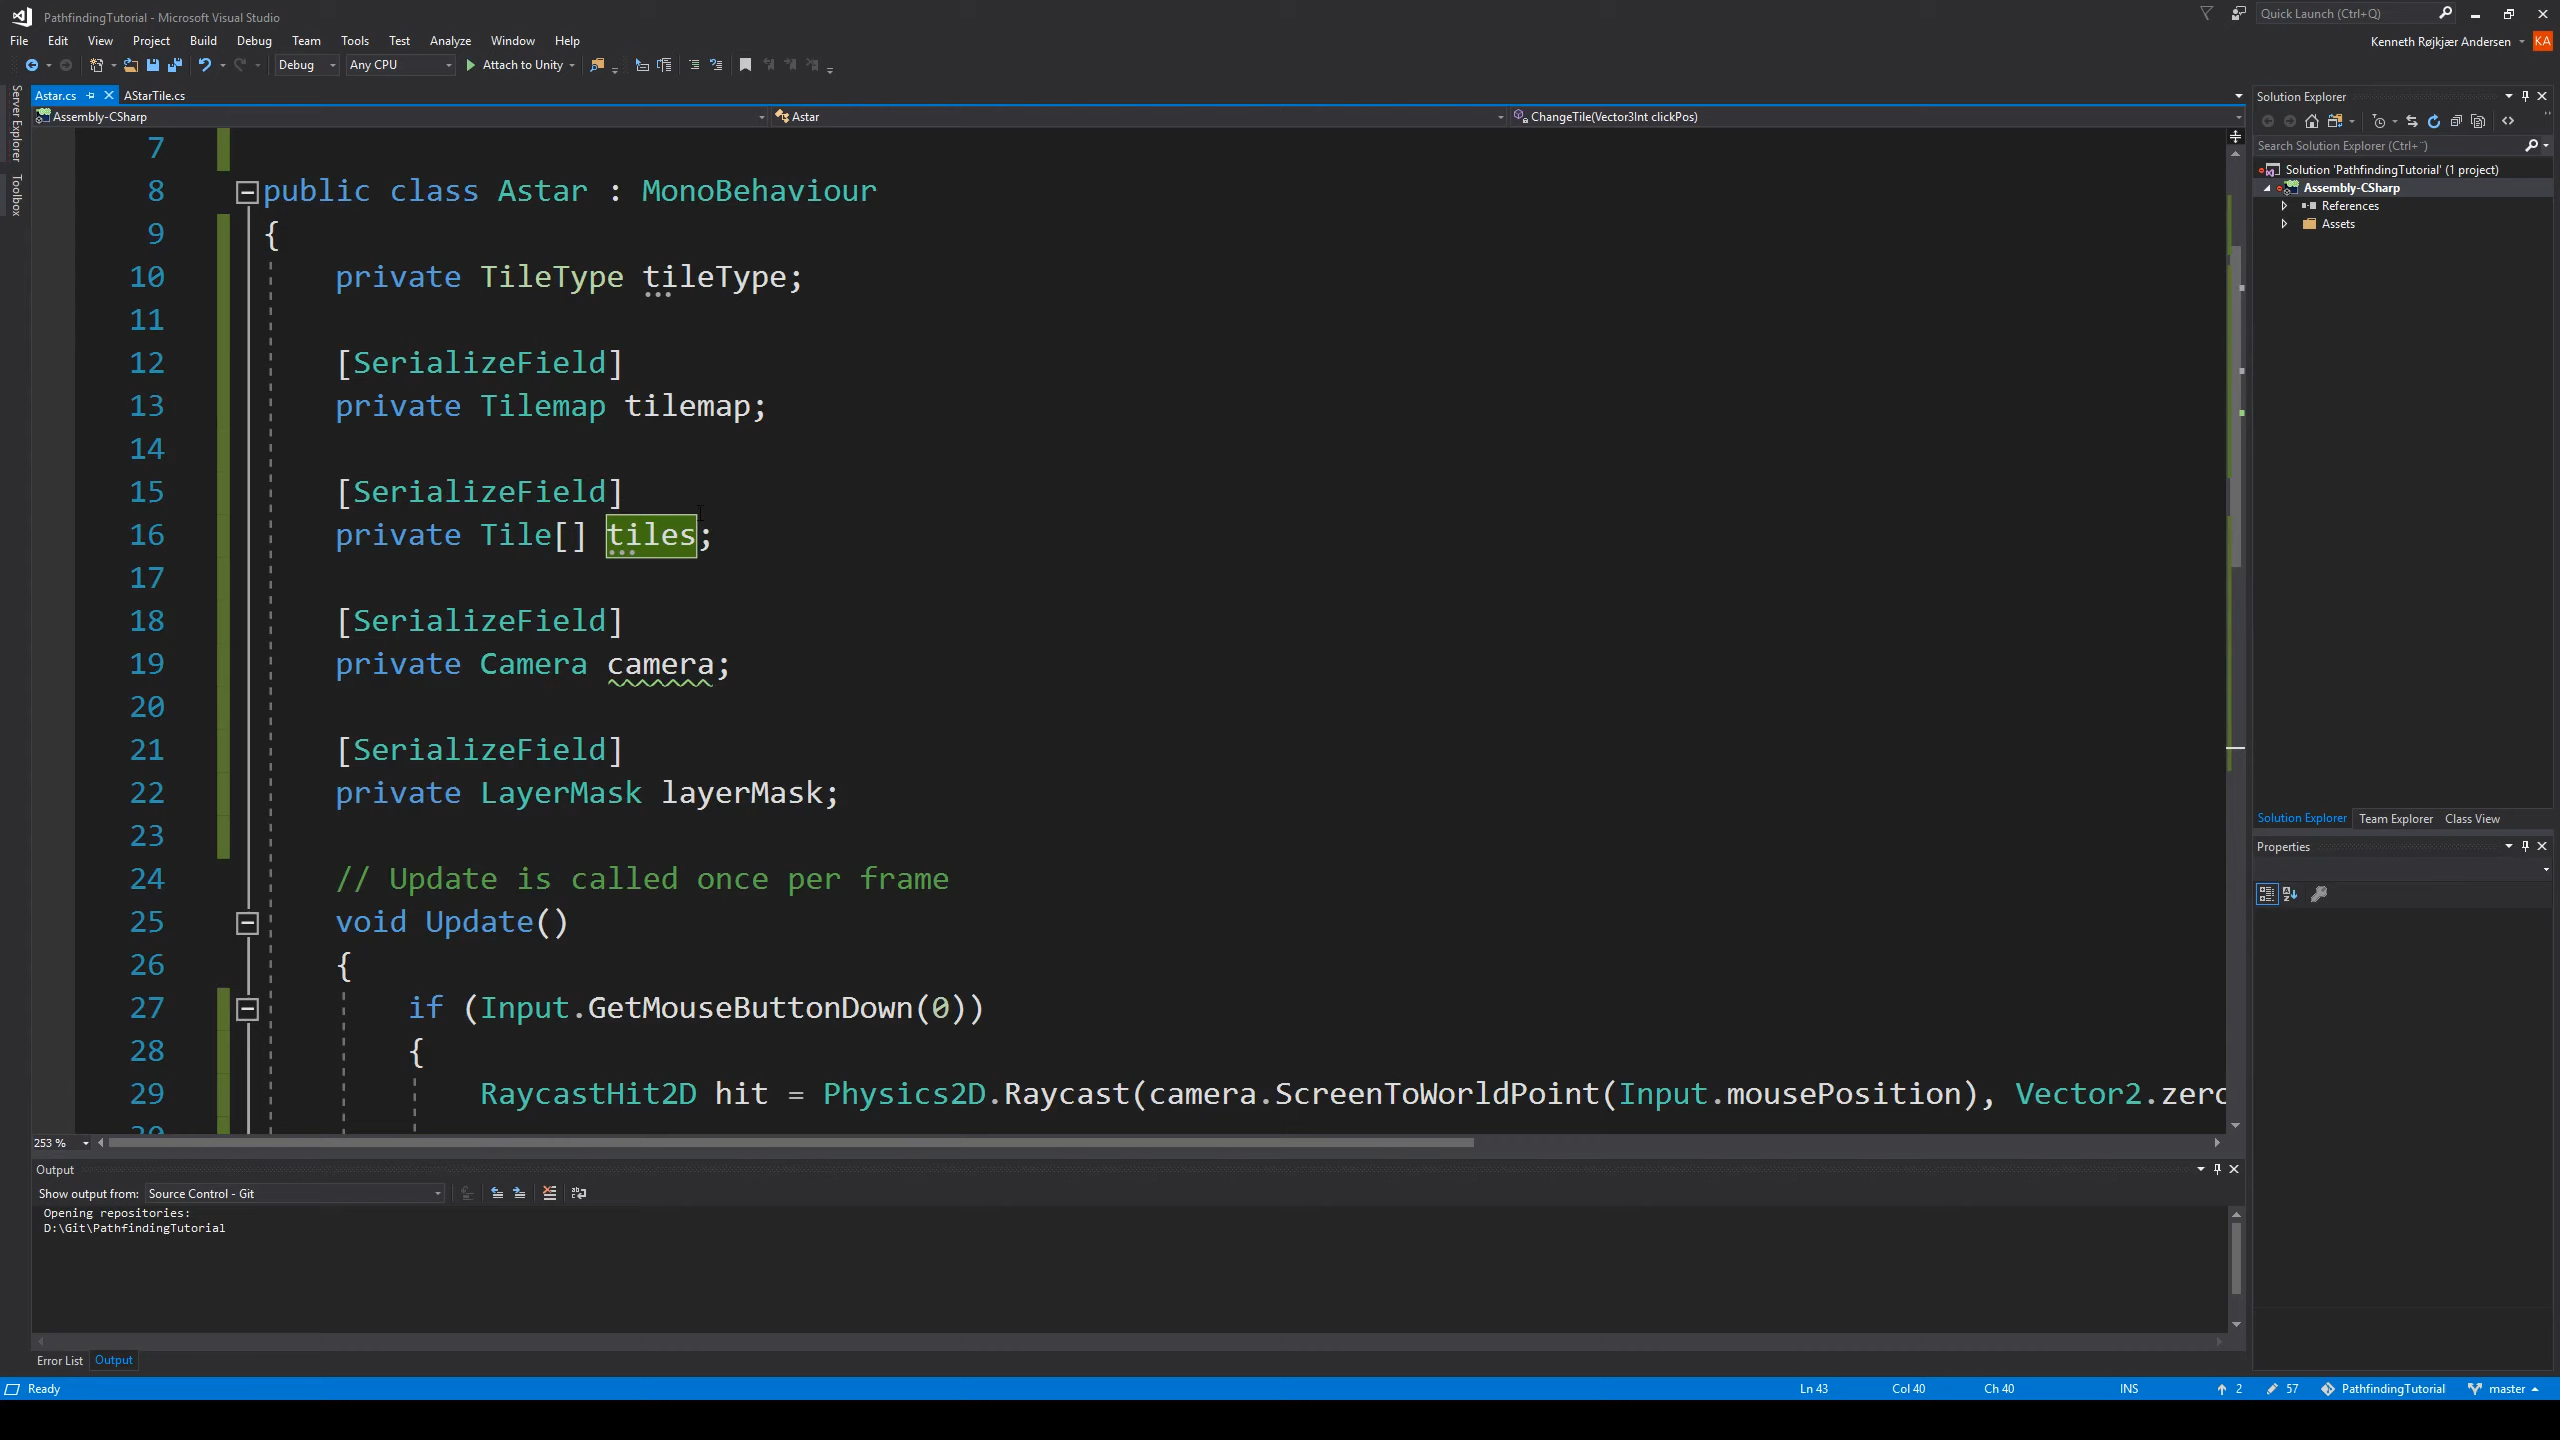 PathfindingTutorial - Microsoft Visual Studio
Quick Launch (Ctrl+Q)
File Edit View Project Build Debug Team Tools Test Analyze Window Help
Kenneth Røjkjær Andersen KA
Debug Any CPU Attach to Unity
Server Explorer
Toolbox
Astar.cs AStarTile.cs
Assembly-CSharp Astar ChangeTile(Vector3Int clickPos)
7
8 public class Astar : MonoBehaviour
9 {
10 private TileType tileType;
11
12 [SerializeField]
13 private Tilemap tilemap;
14
15 [SerializeField]
16 private Tile[] tiles;
17
18 [SerializeField]
19 private Camera camera;
20
21 [SerializeField]
22 private LayerMask layerMask;
23
24 // Update is called once per frame
25 void Update()
26 {
27 if (Input.GetMouseButtonDown(0))
28 {
29 RaycastHit2D hit = Physics2D.Raycast(camera.ScreenToWorldPoint(Input.mousePosition), Vector2.zero
30
253 %
Output
Show output from: Source Control - Git
Opening repositories:
D:\Git\PathfindingTutorial
Error List Output
Solution Explorer
Search Solution Explorer (Ctrl+¨)
Solution 'PathfindingTutorial' (1 project)
Assembly-CSharp
References
Assets
Solution Explorer Team Explorer Class View
Properties
Ready Ln 43 Col 40 Ch 40 INS 2 57 PathfindingTutorial master